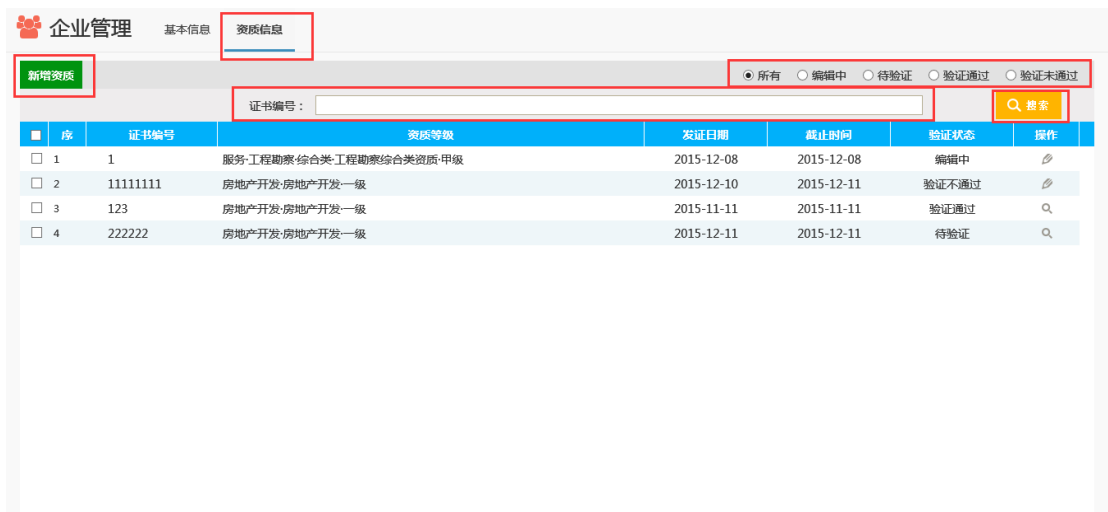 企业管理 基本信息 资质信息
新增资质 所有 编辑中 待验证 验证通过 验证未通过
证书编号： 搜索
序 证书编号 资质等级 发证日期 截止时间 验证状态 操作
1 1 服务·工程勘察·综合类·工程勘察综合类资质·甲级 2015-12-08 2015-12-08 编辑中
2 11111111 房地产开发·房地产开发·一级 2015-12-10 2015-12-11 验证不通过
3 123 房地产开发·房地产开发·一级 2015-11-11 2015-11-11 验证通过
4 222222 房地产开发·房地产开发·一级 2015-12-11 2015-12-11 待验证